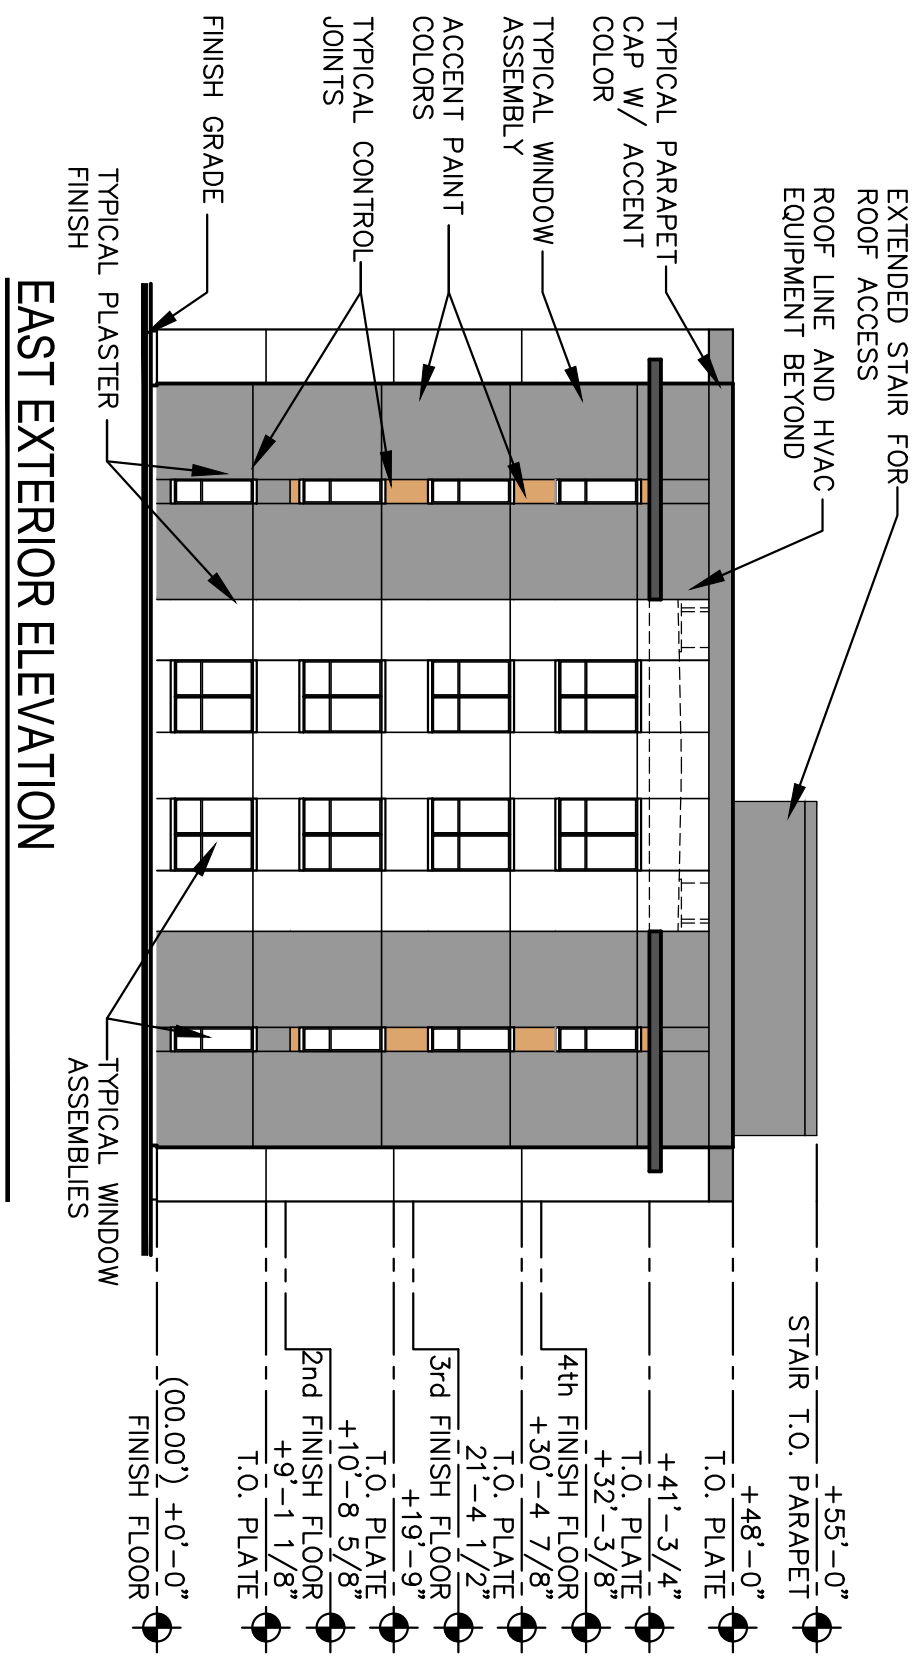 EXTENDED STAIR FOR
ROOF ACCESS
ROOF LINE AND HVAC
EQUIPMENT BEYOND
TYPICAL PARAPET
CAP W/ ACCENT
COLOR
TYPICAL WINDOW
ASSEMBLY
ACCENT PAINT
COLORS
TYPICAL CONTROL
JOINTS
FINISH GRADE
TYPICAL PLASTER
FINISH
TYPICAL WINDOW
ASSEMBLIES
+55'-0"
STAIR T.O. PARAPET
+48'-0"
T.O. PLATE
+41'-3/4"
T.O. PLATE
+32'-3/8"
4th FINISH FLOOR
+30'-4 7/8"
T.O. PLATE
21'-4 1/2"
3rd FINISH FLOOR
+19'-9"
T.O. PLATE
+10'-8 5/8"
2nd FINISH FLOOR
+9'-1 1/8"
T.O. PLATE
(00.00') +0'-0"
FINISH FLOOR
EAST EXTERIOR ELEVATION